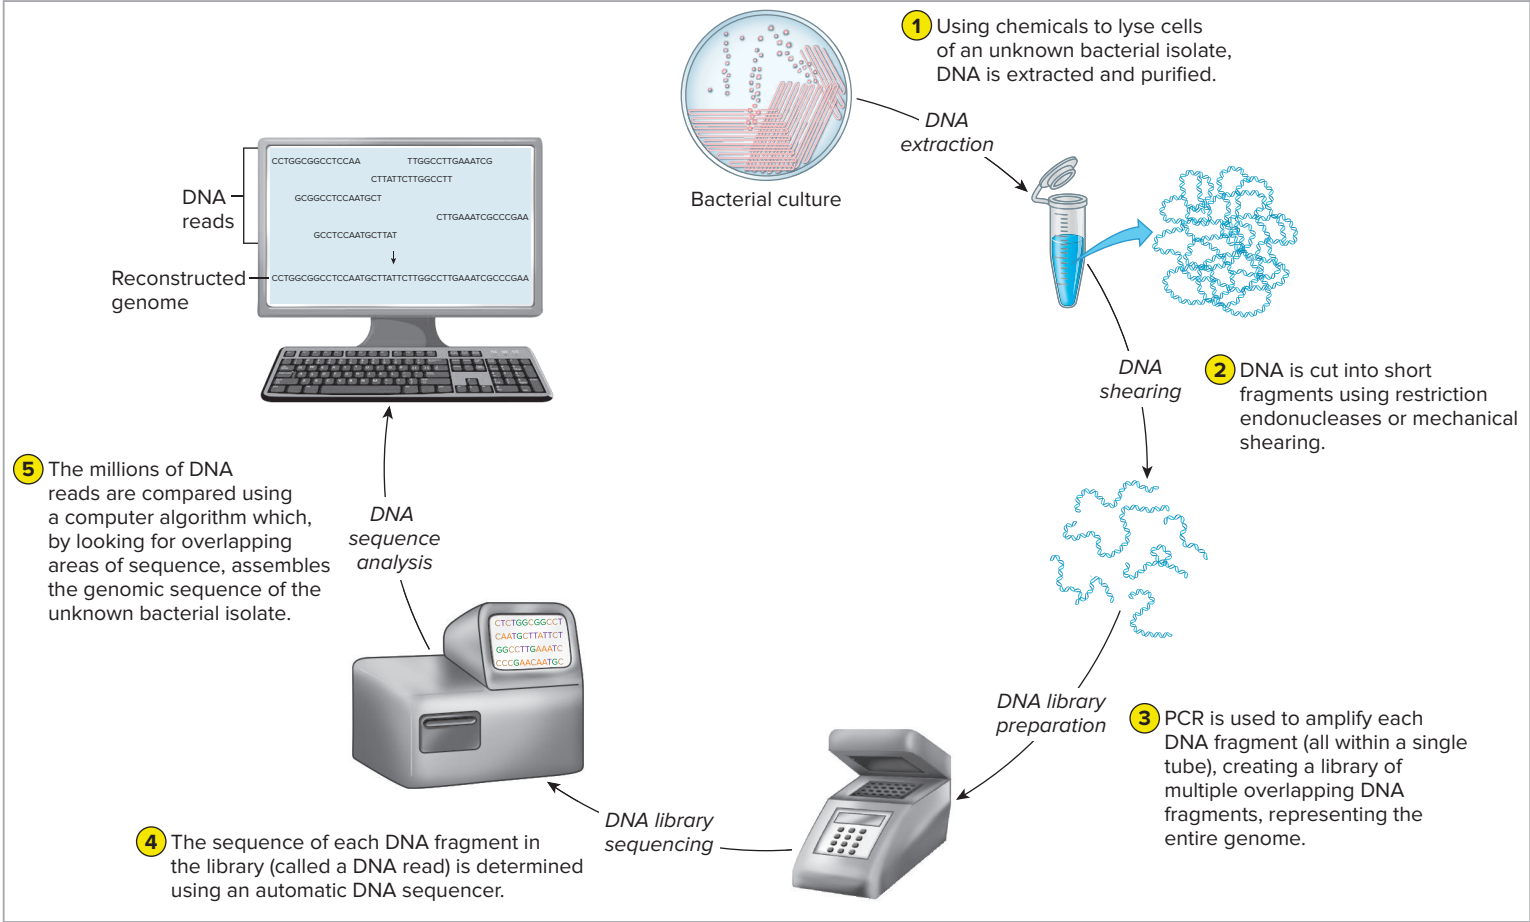 1 Using chemicals to lyse cells
of an unknown bacterial isolate,
DNA is extracted and purified.
DNA
extraction
Bacterial culture
DNA
shearing
2 DNA is cut into short
fragments using restriction
endonucleases or mechanical
shearing.
DNA library
preparation
3 PCR is used to amplify each
DNA fragment (all within a single
tube), creating a library of
multiple overlapping DNA
fragments, representing the
entire genome.
DNA library
sequencing
4 The sequence of each DNA fragment in
the library (called a DNA read) is determined
using an automatic DNA sequencer.
CTCTGGCGGCCT
CAATGCTTATTCT
GGCCTTGAAATC
CCCGAACAATGC
DNA
sequence
analysis
5 The millions of DNA
reads are compared using
a computer algorithm which,
by looking for overlapping
areas of sequence, assembles
the genomic sequence of the
unknown bacterial isolate.
DNA
reads
CCTGGCGGCCTCCAA TTGGCCTTGAAATCG
CTTATTCTTGGCCTT
GCGGCCTCCAATGCT
CTTGAAATCGCCCGAA
GCCTCCAATGCTTAT
Reconstructed
genome
CCTGGCGGCCTCCAATGCTTATTCTTGGCCTTGAAATCGCCCGAA